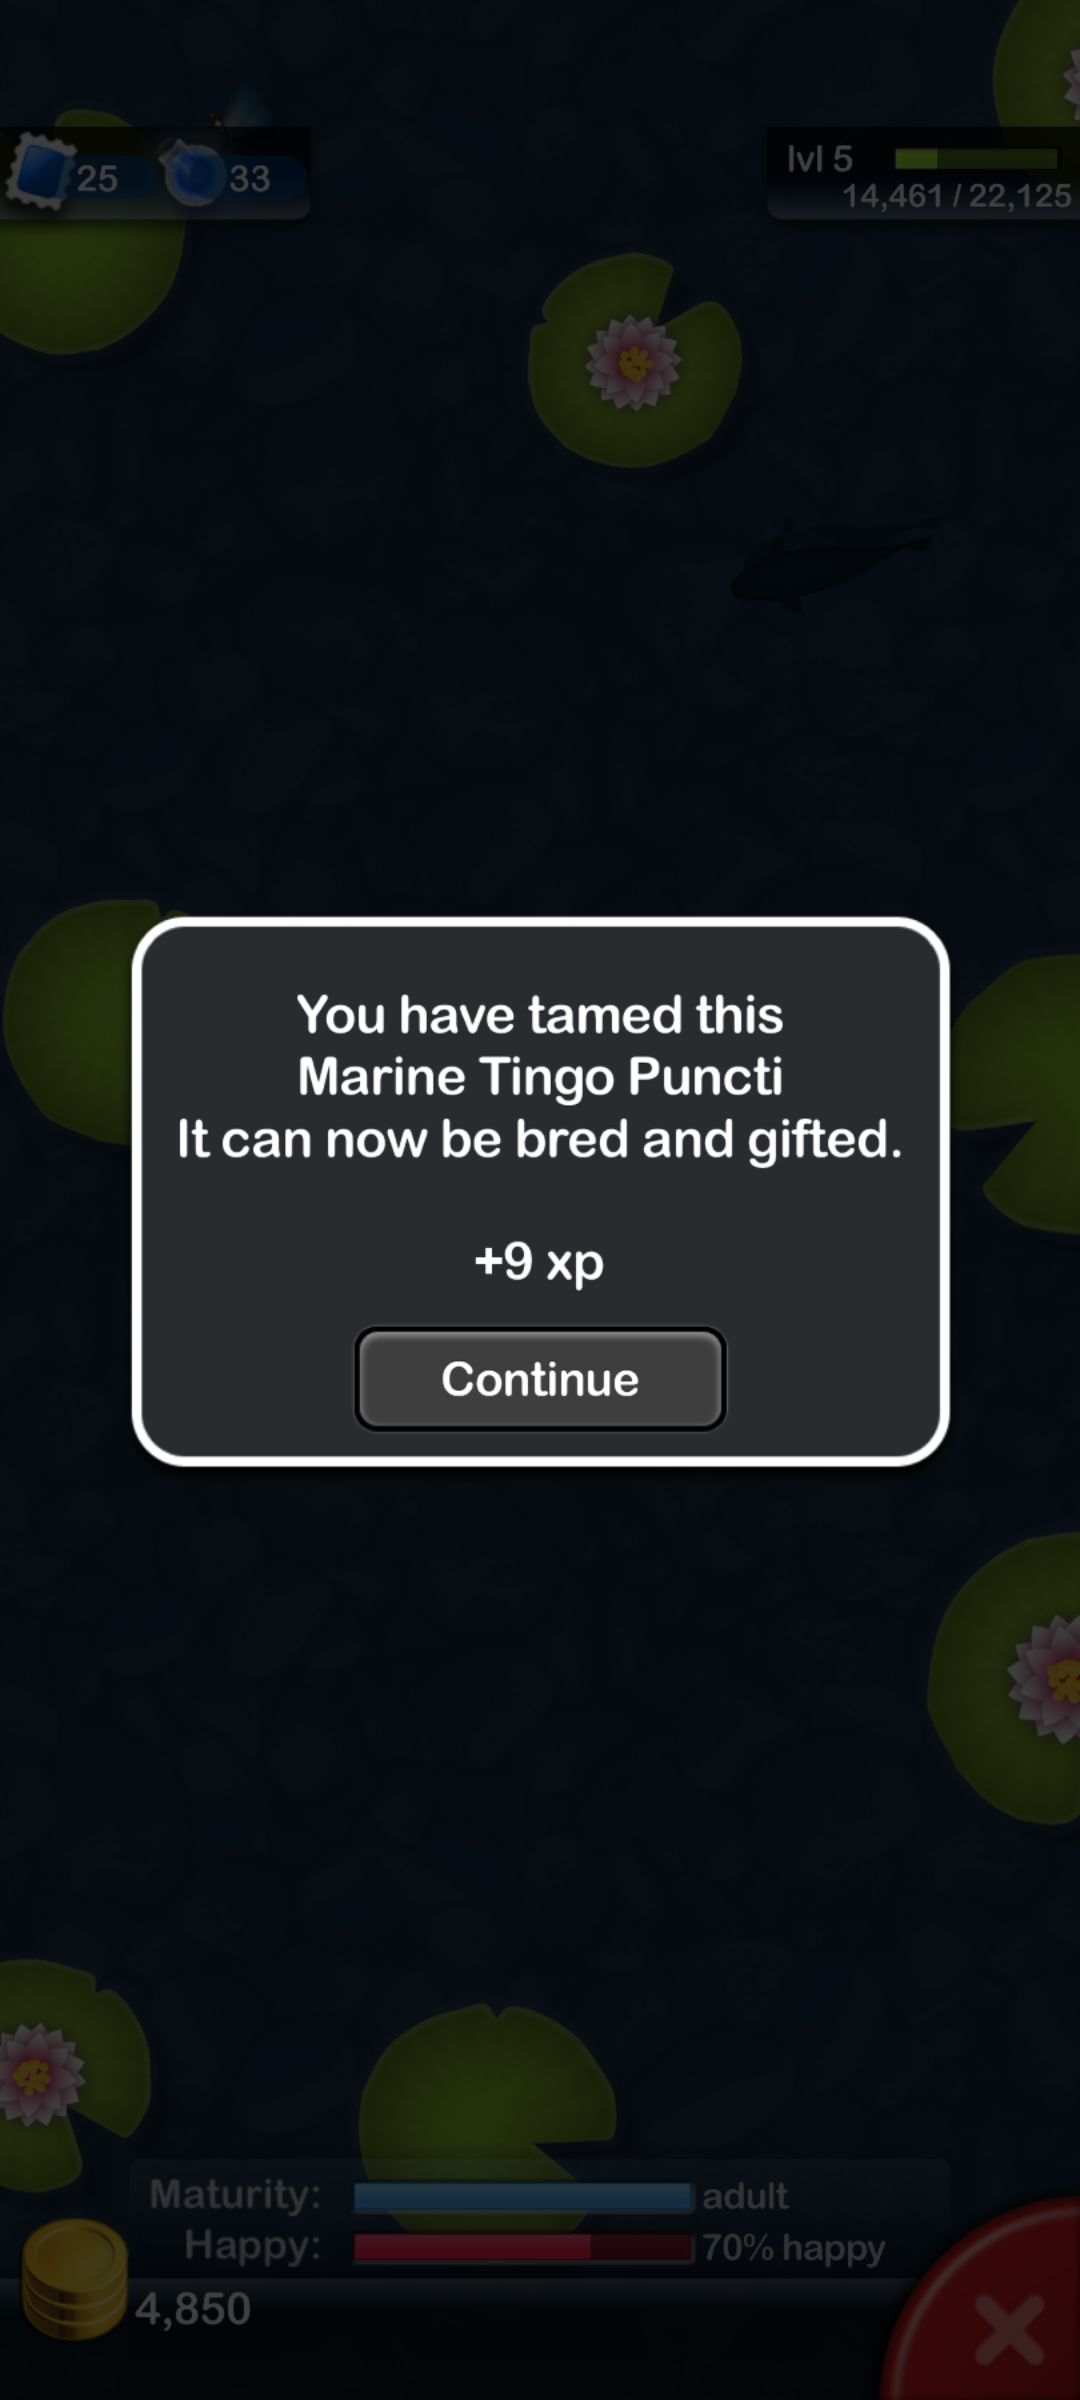 25
33
lvl 5
14,461 / 22,125
You have tamed this
Marine Tingo Puncti
It can now be bred and gifted.
+9 xp
Continue
Maturity: adult
Happy: 70% happy
4,850